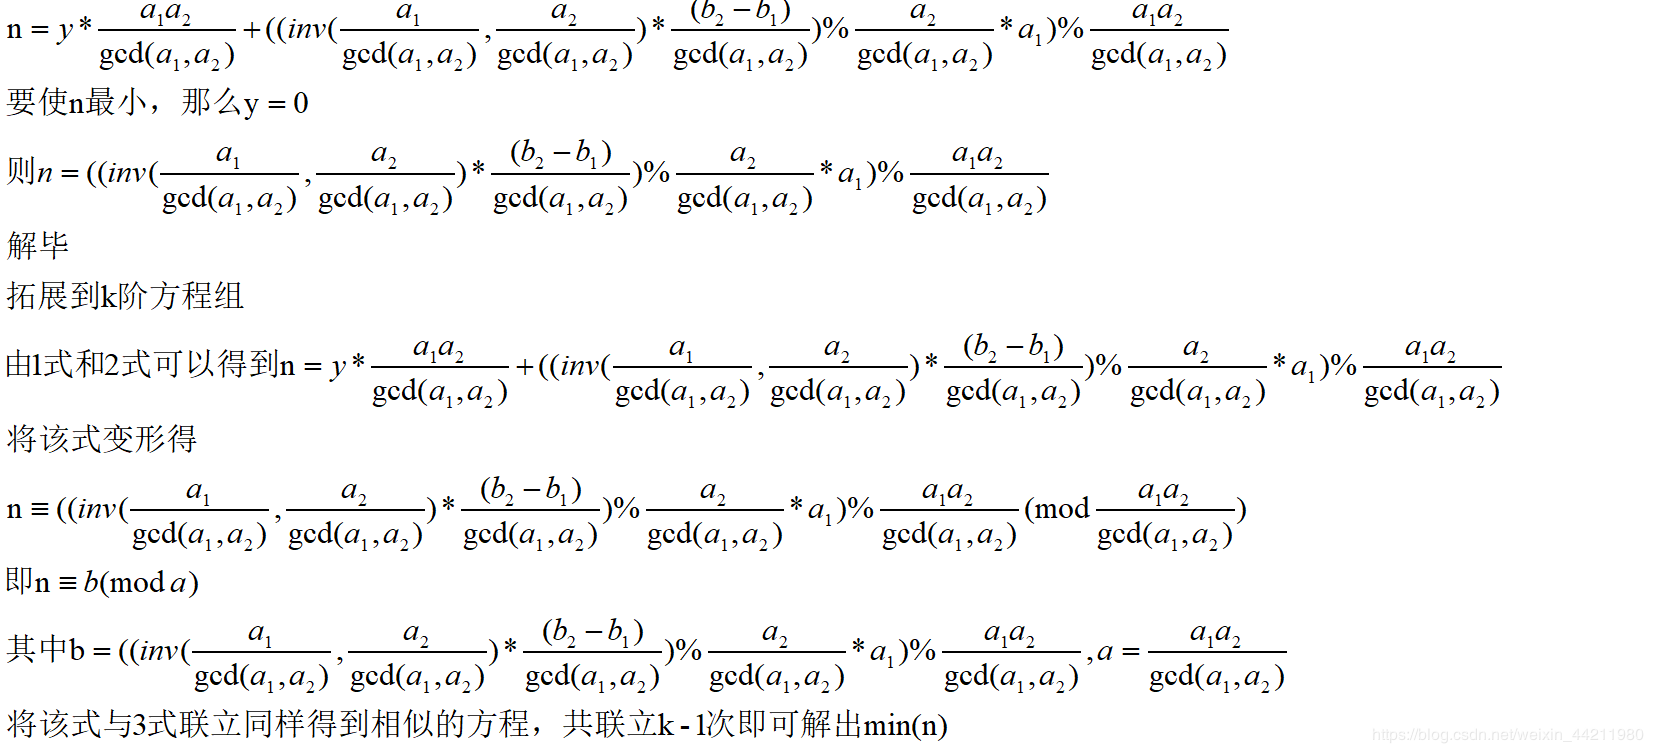 n = y * a₁a₂ / gcd(a₁,a₂) + ((inv(a₁ / gcd(a₁,a₂), a₂ / gcd(a₁,a₂)) * (b₂ − b₁) / gcd(a₁,a₂))% a₂ / gcd(a₁,a₂) * a₁)% a₁a₂ / gcd(a₁,a₂)
要使n最小，那么y = 0
则n = ((inv(a₁ / gcd(a₁,a₂), a₂ / gcd(a₁,a₂)) * (b₂ − b₁) / gcd(a₁,a₂))% a₂ / gcd(a₁,a₂) * a₁)% a₁a₂ / gcd(a₁,a₂)
解毕
拓展到k阶方程组
由1式和2式可以得到n = y * a₁a₂ / gcd(a₁,a₂) + ((inv(a₁ / gcd(a₁,a₂), a₂ / gcd(a₁,a₂)) * (b₂ − b₁) / gcd(a₁,a₂))% a₂ / gcd(a₁,a₂) * a₁)% a₁a₂ / gcd(a₁,a₂)
将该式变形得
n ≡ ((inv(a₁ / gcd(a₁,a₂), a₂ / gcd(a₁,a₂)) * (b₂ − b₁) / gcd(a₁,a₂))% a₂ / gcd(a₁,a₂) * a₁)% a₁a₂ / gcd(a₁,a₂) (mod a₁a₂ / gcd(a₁,a₂))
即n ≡ b(mod a)
其中b = ((inv(a₁ / gcd(a₁,a₂), a₂ / gcd(a₁,a₂)) * (b₂ − b₁) / gcd(a₁,a₂))% a₂ / gcd(a₁,a₂) * a₁)% a₁a₂ / gcd(a₁,a₂), a = a₁a₂ / gcd(a₁,a₂)
将该式与3式联立同样得到相似的方程，共联立k - 1次即可解出min(n)
https://blog.csdn.net/weixin_44211980